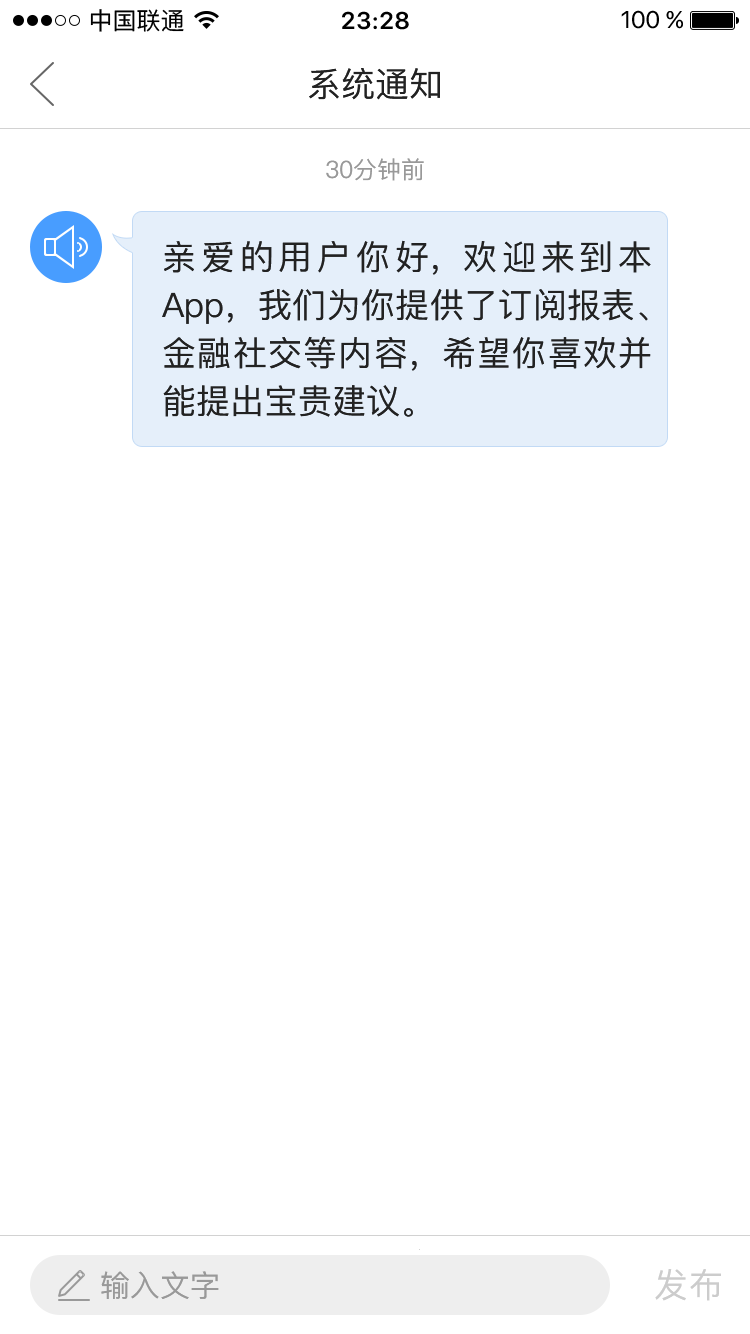 中国联通
23:28
100 %
系统通知
30分钟前
亲爱的用户你好，欢迎来到本
App，我们为你提供了订阅报表、
金融社交等内容，希望你喜欢并
能提出宝贵建议。
输入文字
发布